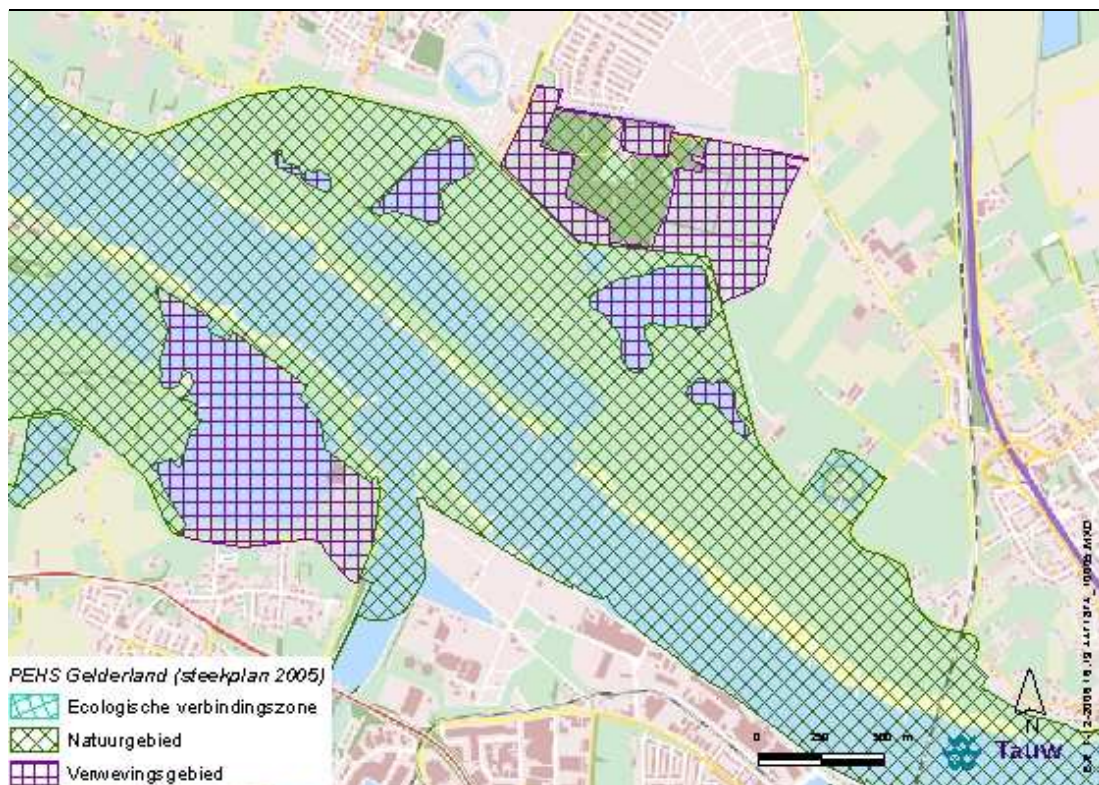 PEHS Gelderland (steekplan 2005)
Ecologische verbindingszone
Natuurgebied
Verwevingsgebied
0 250 500 m
N
Tauw